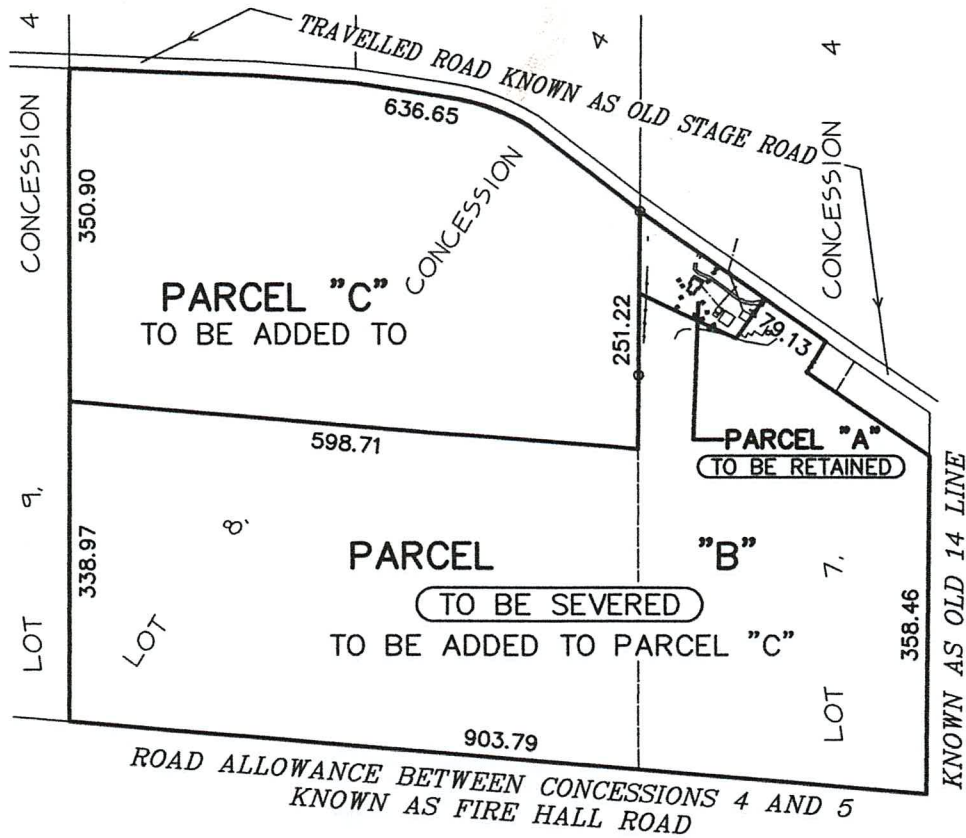 4
4
4
TRAVELLED ROAD KNOWN AS OLD STAGE ROAD
CONCESSION
CONCESSION
CONCESSION
636.65
350.90
PARCEL "C"
TO BE ADDED TO
251.22
79.13
PARCEL "A"
TO BE RETAINED
598.71
9,
8,
7,
338.97
PARCEL "B"
TO BE SEVERED
TO BE ADDED TO PARCEL "C"
358.46
LOT
LOT
LOT
903.79
KNOWN AS OLD 14 LINE
ROAD ALLOWANCE BETWEEN CONCESSIONS 4 AND 5
KNOWN AS FIRE HALL ROAD